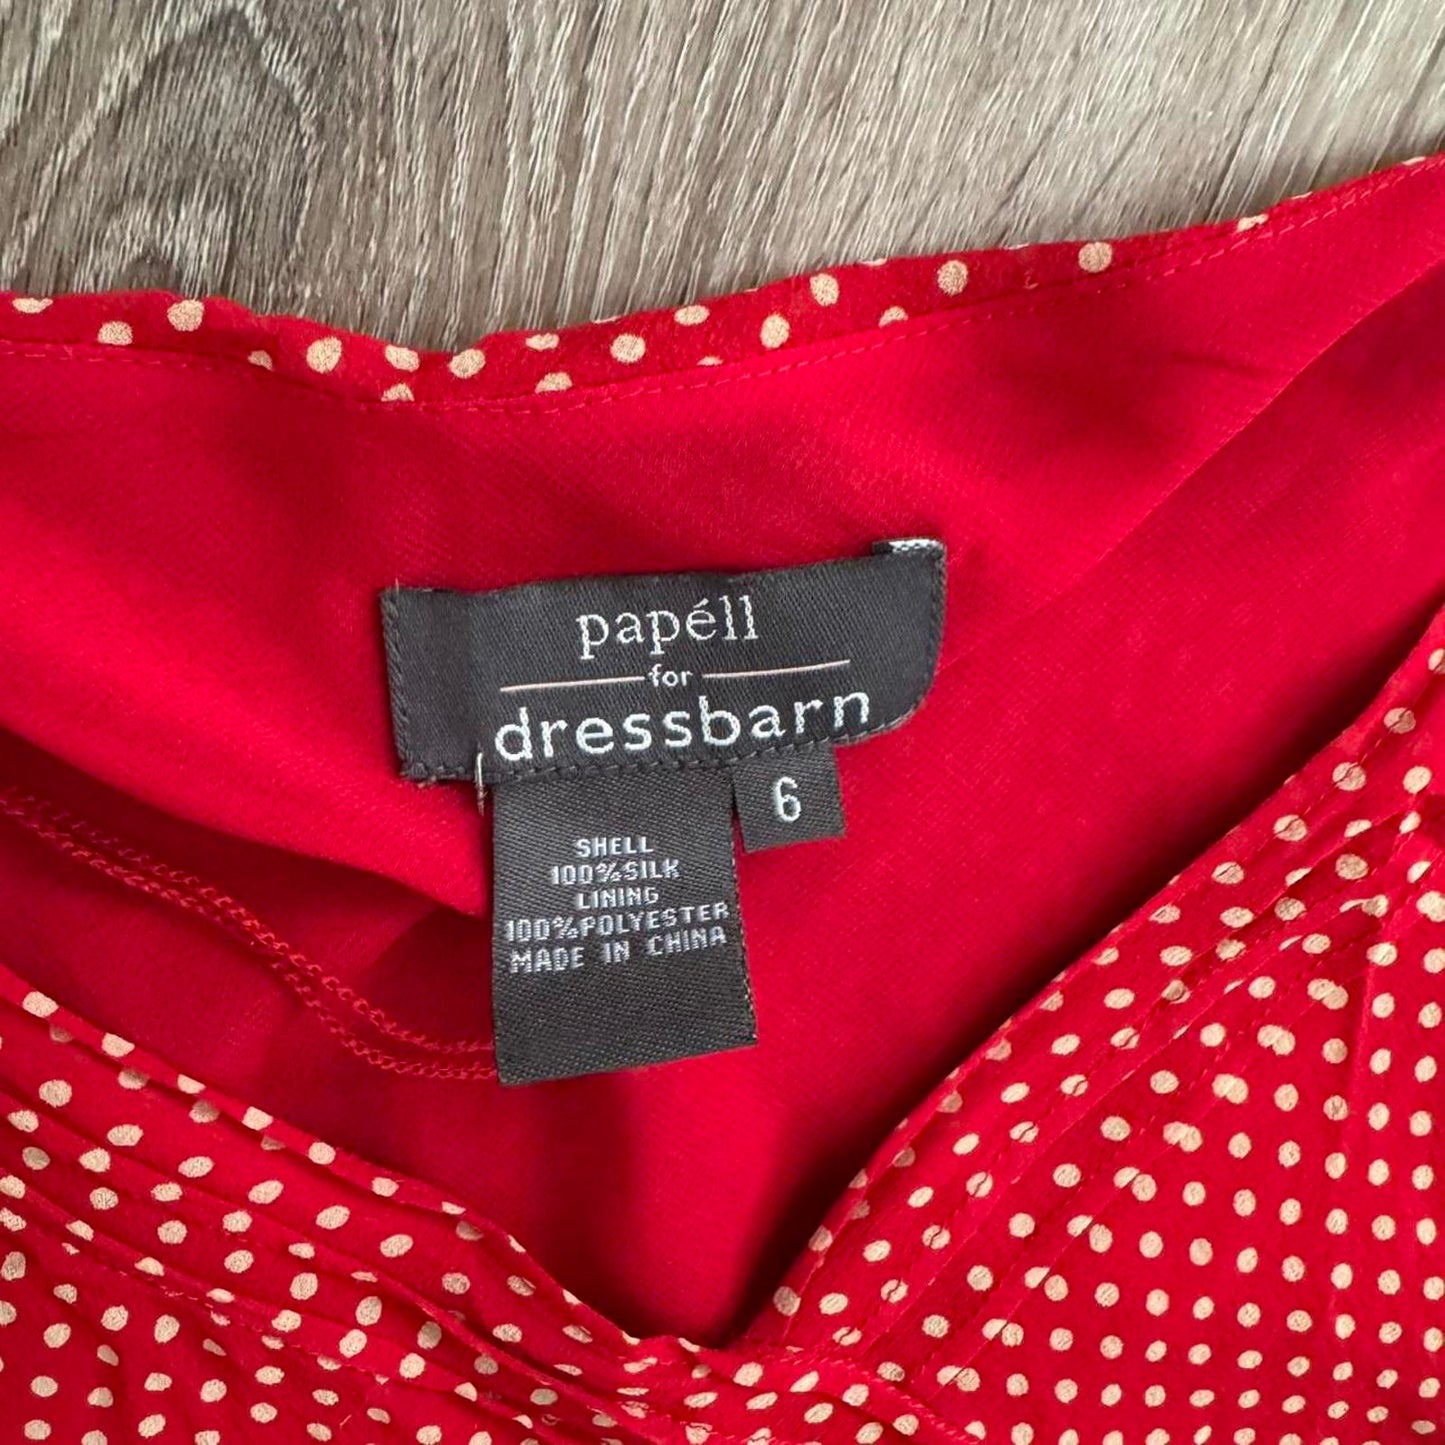 papéll
for
dressbarn
6
SHELL
100%SILK
LINING
100%POLYESTER
MADE IN CHINA